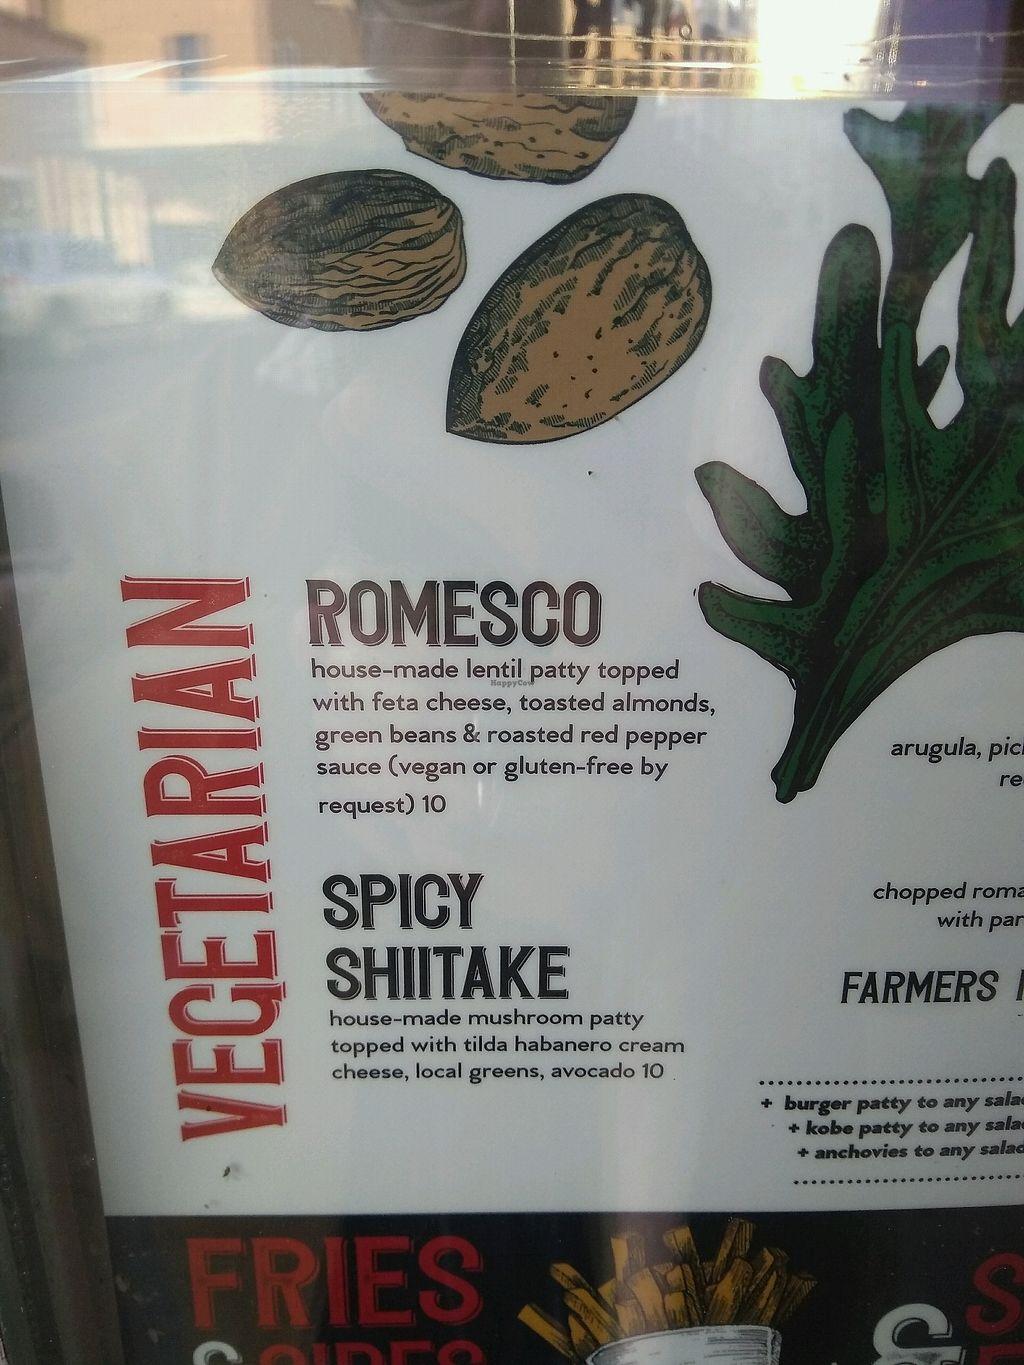 VEGETARIAN
ROMESCO
house-made lentil patty topped
with feta cheese, toasted almonds,
green beans & roasted red pepper
sauce (vegan or gluten-free by
request) 10
SPICY
SHIITAKE
house-made mushroom patty
topped with tilda habanero cream
cheese, local greens, avocado 10
arugula,
chopped
with
FARMERS
+ burger patty to any
+ kobe patty to any
+ anchovies to any
FRIES
&
SIDES
&
HappyCow